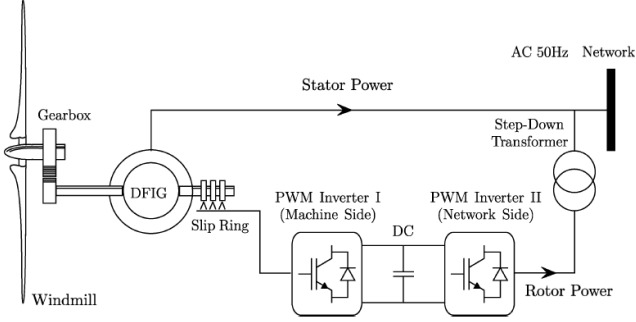 AC 50Hz Network
Stator Power
Gearbox
Step-Down
Transformer
DFIG
PWM Inverter I
(Machine Side)
PWM Inverter II
(Network Side)
Slip Ring
DC
Rotor Power
Windmill